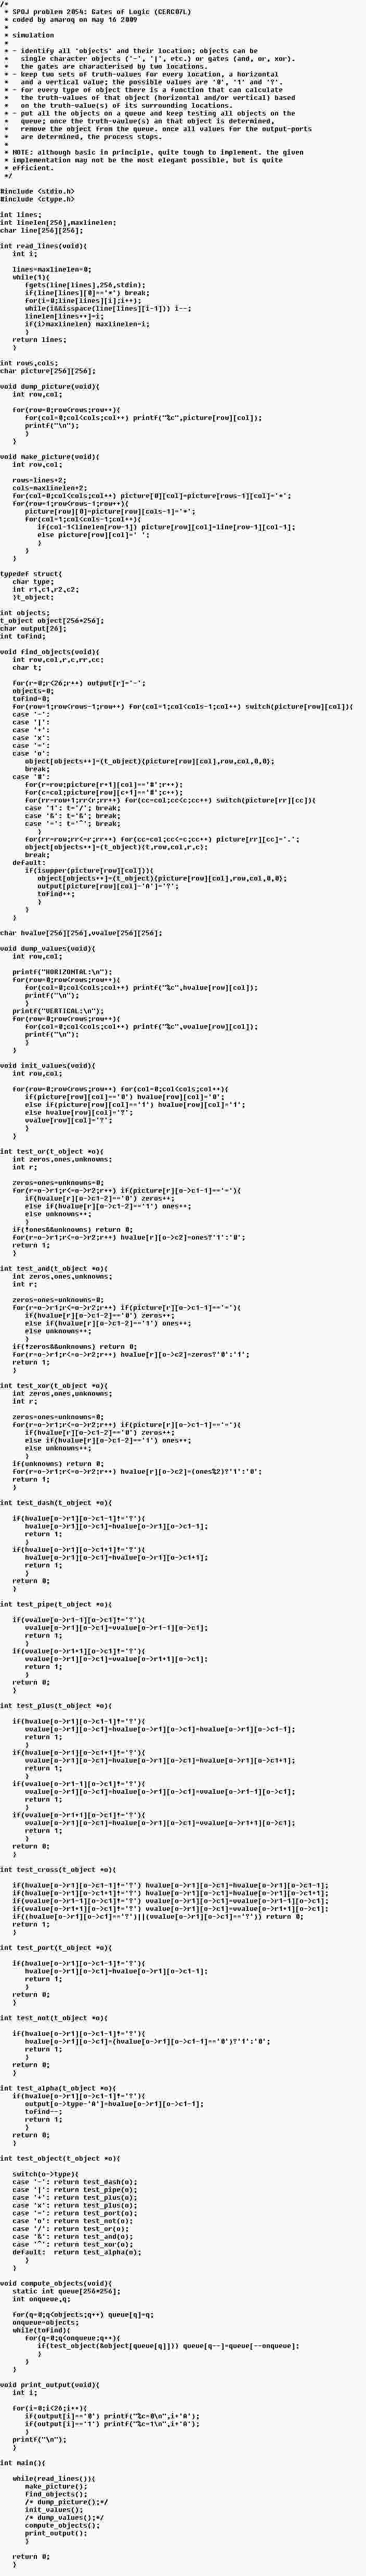 /*
 * SPOJ problem 2054: Gates of Logic (CERC07L)
 * coded by amaroq on may 16 2009
 *
 * simulation
 *
 * - identify all 'objects' and their location; objects can be
 *   single character objects ('-', '|', etc.) or gates (and, or, xor).
 *   the gates are characterised by two locations.
 * - keep two sets of truth-values for every location, a horizontal
 *   and a vertical value; the possible values are '0', '1' and '?'.
 * - for every type of object there is a function that can calculate
 *   the truth-values of that object (horizontal and/or vertical) based
 *   on the truth-value(s) of its surrounding locations.
 * - put all the objects on a queue and keep testing all objects on the
 *   queue; once the truth-vaulue(s) an that object is determined,
 *   remove the object from the queue. once all values for the output-ports
 *   are determined, the process stops.
 *
 * NOTE: although basic in principle, quite tough to implement. the given
 * implementation may not be the most elegant possible, but is quite
 * efficient.
 */

#include <stdio.h>
#include <ctype.h>

int lines;
int linelen[256],maxlinelen;
char line[256][256];

int read_lines(void){
   int i;

   lines=maxlinelen=0;
   while(1){
      fgets(line[lines],256,stdin);
      if(line[lines][0]=='*') break;
      for(i=0;line[lines][i];i++);
      while(i&&isspace(line[lines][i-1])) i--;
      linelen[lines++]=i;
      if(i>maxlinelen) maxlinelen=i;
      }
   return lines;
   }

int rows,cols;
char picture[256][256];

void dump_picture(void){
   int row,col;

   for(row=0;row<rows;row++){
      for(col=0;col<cols;col++) printf("%c",picture[row][col]);
      printf("\n");
      }
   }

void make_picture(void){
   int row,col;

   rows=lines+2;
   cols=maxlinelen+2;
   for(col=0;col<cols;col++) picture[0][col]=picture[rows-1][col]='*';
   for(row=1;row<rows-1;row++){
      picture[row][0]=picture[row][cols-1]='*';
      for(col=1;col<cols-1;col++){
         if(col-1<linelen[row-1]) picture[row][col]=line[row-1][col-1];
         else picture[row][col]=' ';
         }
      }
   }

typedef struct{
   char type;
   int r1,c1,r2,c2;
   }t_object;

int objects;
t_object object[256*256];
char output[26];
int tofind;

void find_objects(void){
   int row,col,r,c,rr,cc;
   char t;

   for(r=0;r<26;r++) output[r]='-';
   objects=0;
   tofind=0;
   for(row=1;row<rows-1;row++) for(col=1;col<cols-1;col++) switch(picture[row][col]){
   case '-':
   case '|':
   case '+':
   case 'x':
   case '=':
   case 'o':
      object[objects++]=(t_object){picture[row][col],row,col,0,0};
      break;
   case '#':
      for(r=row;picture[r+1][col]=='#';r++);
      for(c=col;picture[row][c+1]=='#';c++);
      for(rr=row+1;rr<r;rr++) for(cc=col;cc<c;cc++) switch(picture[rr][cc]){
      case '1': t='/'; break;
      case '&': t='&'; break;
      case '=': t='^'; break;
         }
      for(rr=row;rr<=r;rr++) for(cc=col;cc<=c;cc++) picture[rr][cc]='.';
      object[objects++]=(t_object){t,row,col,r,c};
      break;
   default:
      if(isupper(picture[row][col])){
         object[objects++]=(t_object){picture[row][col],row,col,0,0};
         output[picture[row][col]-'A']='?';
         tofind++;
         }
      }
   }

char hvalue[256][256],vvalue[256][256];

void dump_values(void){
   int row,col;

   printf("HORIZONTAL:\n");
   for(row=0;row<rows;row++){
      for(col=0;col<cols;col++) printf("%c",hvalue[row][col]);
      printf("\n");
      }
   printf("VERTICAL:\n");
   for(row=0;row<rows;row++){
      for(col=0;col<cols;col++) printf("%c",vvalue[row][col]);
      printf("\n");
      }
   }

void init_values(void){
   int row,col;

   for(row=0;row<rows;row++) for(col=0;col<cols;col++){
      if(picture[row][col]=='0') hvalue[row][col]='0';
      else if(picture[row][col]=='1') hvalue[row][col]='1';
      else hvalue[row][col]='?';
      vvalue[row][col]='?';
      }
   }

int test_or(t_object *o){
   int zeros,ones,unknowns;
   int r;

   zeros=ones=unknowns=0;
   for(r=o->r1;r<=o->r2;r++) if(picture[r][o->c1-1]=='='){
      if(hvalue[r][o->c1-2]=='0') zeros++;
      else if(hvalue[r][o->c1-2]=='1') ones++;
      else unknowns++;
      }
   if(!ones&&unknowns) return 0;
   for(r=o->r1;r<=o->r2;r++) hvalue[r][o->c2]=ones?'1':'0';
   return 1;
   }

int test_and(t_object *o){
   int zeros,ones,unknowns;
   int r;

   zeros=ones=unknowns=0;
   for(r=o->r1;r<=o->r2;r++) if(picture[r][o->c1-1]=='='){
      if(hvalue[r][o->c1-2]=='0') zeros++;
      else if(hvalue[r][o->c1-2]=='1') ones++;
      else unknowns++;
      }
   if(!zeros&&unknowns) return 0;
   for(r=o->r1;r<=o->r2;r++) hvalue[r][o->c2]=zeros?'0':'1';
   return 1;
   }

int test_xor(t_object *o){
   int zeros,ones,unknowns;
   int r;

   zeros=ones=unknowns=0;
   for(r=o->r1;r<=o->r2;r++) if(picture[r][o->c1-1]=='='){
      if(hvalue[r][o->c1-2]=='0') zeros++;
      else if(hvalue[r][o->c1-2]=='1') ones++;
      else unknowns++;
      }
   if(unknowns) return 0;
   for(r=o->r1;r<=o->r2;r++) hvalue[r][o->c2]=(ones%2)?'1':'0';
   return 1;
   }

int test_dash(t_object *o){

   if(hvalue[o->r1][o->c1-1]!='?'){
      hvalue[o->r1][o->c1]=hvalue[o->r1][o->c1-1];
      return 1;
      }
   if(hvalue[o->r1][o->c1+1]!='?'){
      hvalue[o->r1][o->c1]=hvalue[o->r1][o->c1+1];
      return 1;
      }
   return 0;
   }

int test_pipe(t_object *o){

   if(vvalue[o->r1-1][o->c1]!='?'){
      vvalue[o->r1][o->c1]=vvalue[o->r1-1][o->c1];
      return 1;
      }
   if(vvalue[o->r1+1][o->c1]!='?'){
      vvalue[o->r1][o->c1]=vvalue[o->r1+1][o->c1];
      return 1;
      }
   return 0;
   }

int test_plus(t_object *o){

   if(hvalue[o->r1][o->c1-1]!='?'){
      vvalue[o->r1][o->c1]=hvalue[o->r1][o->c1]=hvalue[o->r1][o->c1-1];
      return 1;
      }
   if(hvalue[o->r1][o->c1+1]!='?'){
      vvalue[o->r1][o->c1]=hvalue[o->r1][o->c1]=hvalue[o->r1][o->c1+1];
      return 1;
      }
   if(vvalue[o->r1-1][o->c1]!='?'){
      vvalue[o->r1][o->c1]=hvalue[o->r1][o->c1]=vvalue[o->r1-1][o->c1];
      return 1;
      }
   if(vvalue[o->r1+1][o->c1]!='?'){
      vvalue[o->r1][o->c1]=hvalue[o->r1][o->c1]=vvalue[o->r1+1][o->c1];
      return 1;
      }
   return 0;
   }

int test_cross(t_object *o){

   if(hvalue[o->r1][o->c1-1]!='?') hvalue[o->r1][o->c1]=hvalue[o->r1][o->c1-1];
   if(hvalue[o->r1][o->c1+1]!='?') hvalue[o->r1][o->c1]=hvalue[o->r1][o->c1+1];
   if(vvalue[o->r1-1][o->c1]!='?') vvalue[o->r1][o->c1]=vvalue[o->r1-1][o->c1];
   if(vvalue[o->r1+1][o->c1]!='?') vvalue[o->r1][o->c1]=vvalue[o->r1+1][o->c1];
   if((hvalue[o->r1][o->c1]=='?')||(vvalue[o->r1][o->c1]=='?')) return 0;
   return 1;
   }

int test_port(t_object *o){

   if(hvalue[o->r1][o->c1-1]!='?'){
      hvalue[o->r1][o->c1]=hvalue[o->r1][o->c1-1];
      return 1;
      }
   return 0;
   }

int test_not(t_object *o){

   if(hvalue[o->r1][o->c1-1]!='?'){
      hvalue[o->r1][o->c1]=(hvalue[o->r1][o->c1-1]=='0')?'1':'0';
      return 1;
      }
   return 0;
   }

int test_alpha(t_object *o){
   if(hvalue[o->r1][o->c1-1]!='?'){
      output[o->type-'A']=hvalue[o->r1][o->c1-1];
      tofind--;
      return 1;
      }
   return 0;
   }

int test_object(t_object *o){

   switch(o->type){
   case '-': return test_dash(o);
   case '|': return test_pipe(o);
   case '+': return test_plus(o);
   case 'x': return test_plus(o);
   case '=': return test_port(o);
   case 'o': return test_not(o);
   case '/': return test_or(o);
   case '&': return test_and(o);
   case '^': return test_xor(o);
   default:  return test_alpha(o);
      }
   }

void compute_objects(void){
   static int queue[256*256];
   int onqueue,q;

   for(q=0;q<objects;q++) queue[q]=q;
   onqueue=objects;
   while(tofind){
      for(q=0;q<onqueue;q++){
         if(test_object(&object[queue[q]])) queue[q--]=queue[--onqueue];
         }
      }
   }

void print_output(void){
   int i;

   for(i=0;i<26;i++){
      if(output[i]=='0') printf("%c=0\n",i+'A');
      if(output[i]=='1') printf("%c=1\n",i+'A');
      }
   printf("\n");
   }

int main(){

   while(read_lines()){
      make_picture();
      find_objects();
      /* dump_picture();*/
      init_values();
      /* dump_values();*/
      compute_objects();
      print_output();
      }

   return 0;
   }